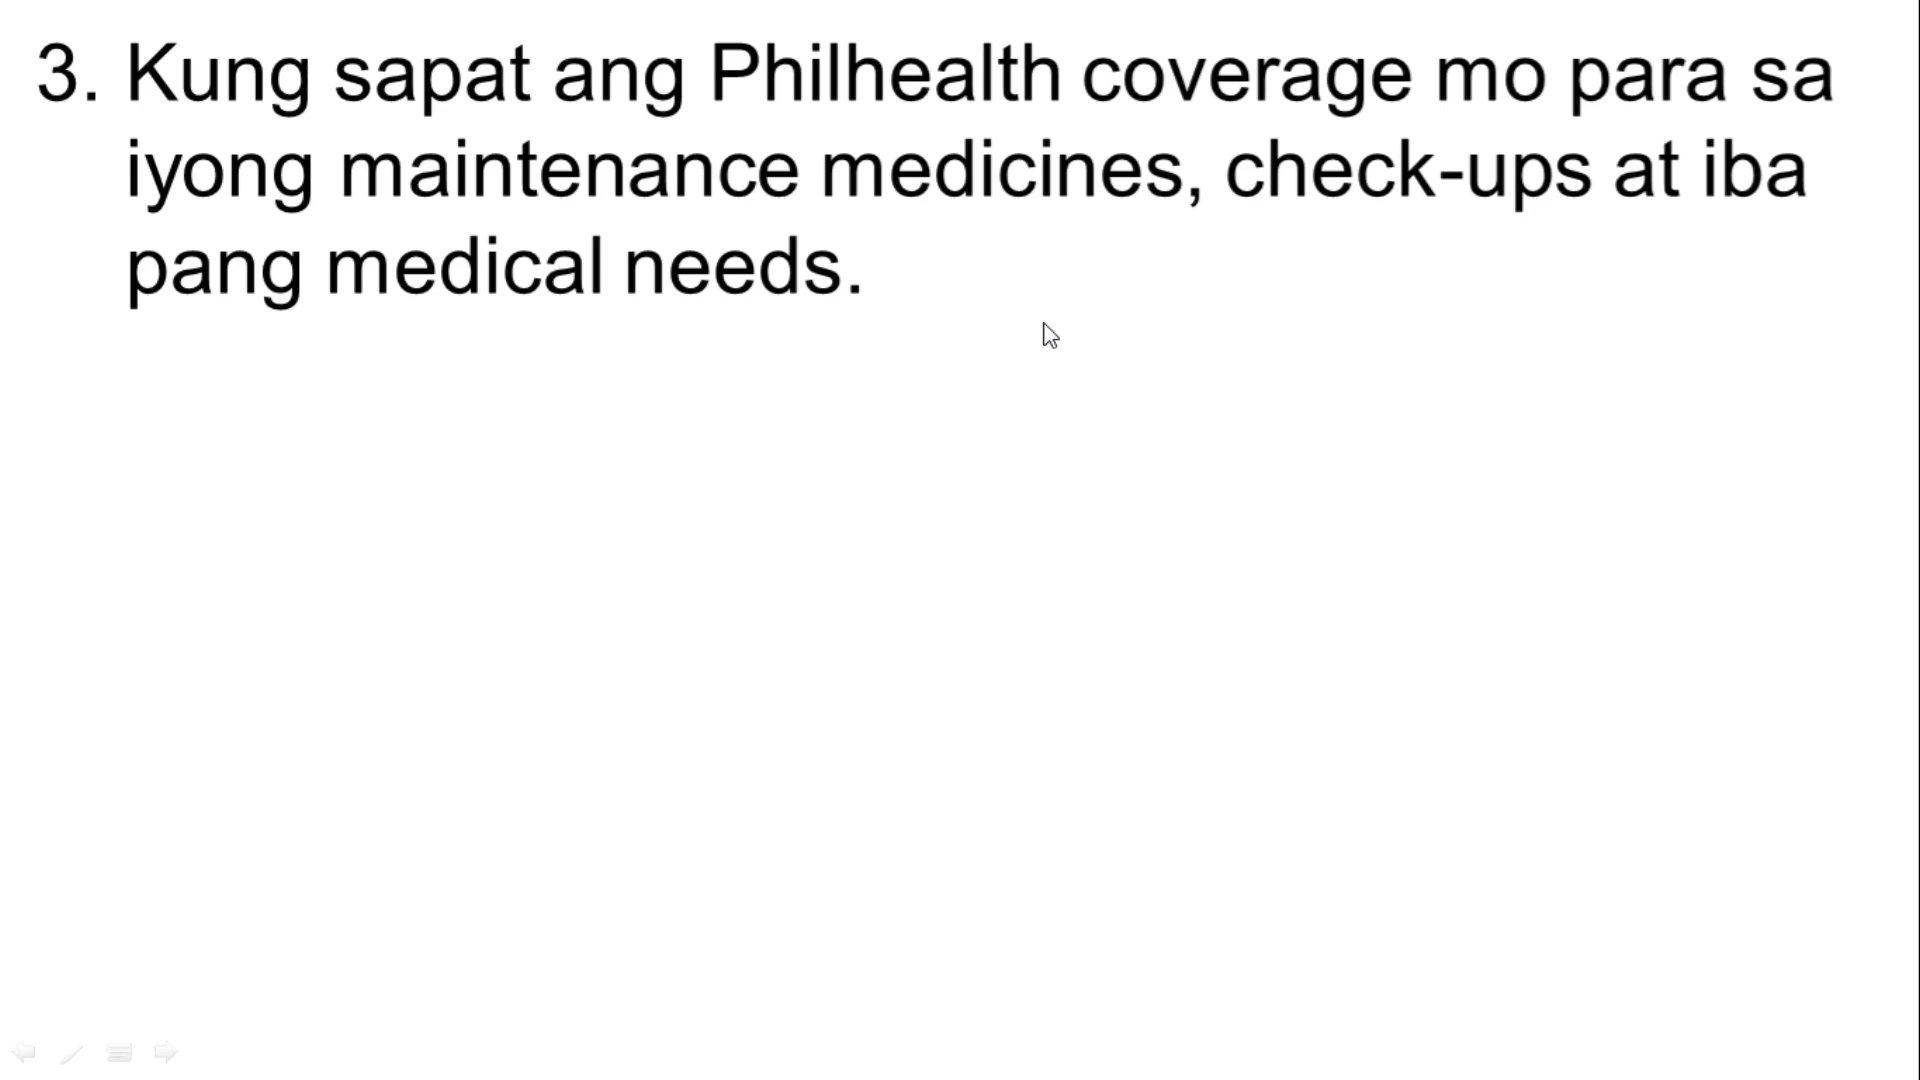 3. Kung sapat ang Philhealth coverage mo para sa
iyong maintenance medicines, check-ups at iba
pang medical needs.